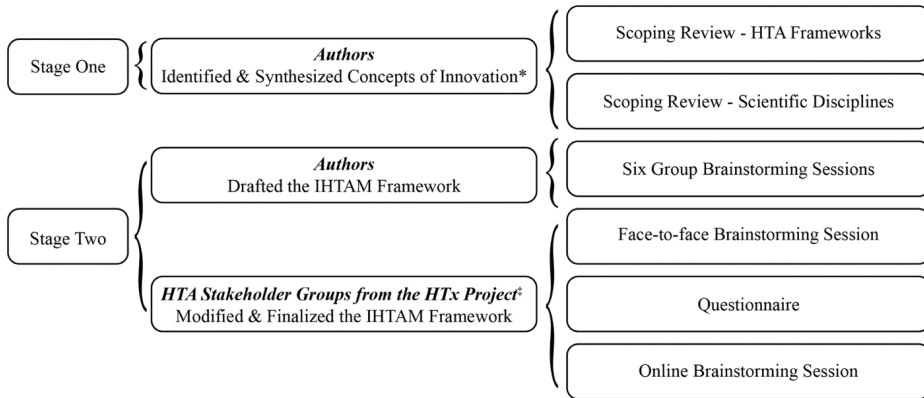 Stage One
Authors
Identified & Synthesized Concepts of Innovation*
Scoping Review - HTA Frameworks
Scoping Review - Scientific Disciplines
Stage Two
Authors
Drafted the IHTAM Framework
Six Group Brainstorming Sessions
HTA Stakeholder Groups from the HTx Project‡
Modified & Finalized the IHTAM Framework
Face-to-face Brainstorming Session
Questionnaire
Online Brainstorming Session